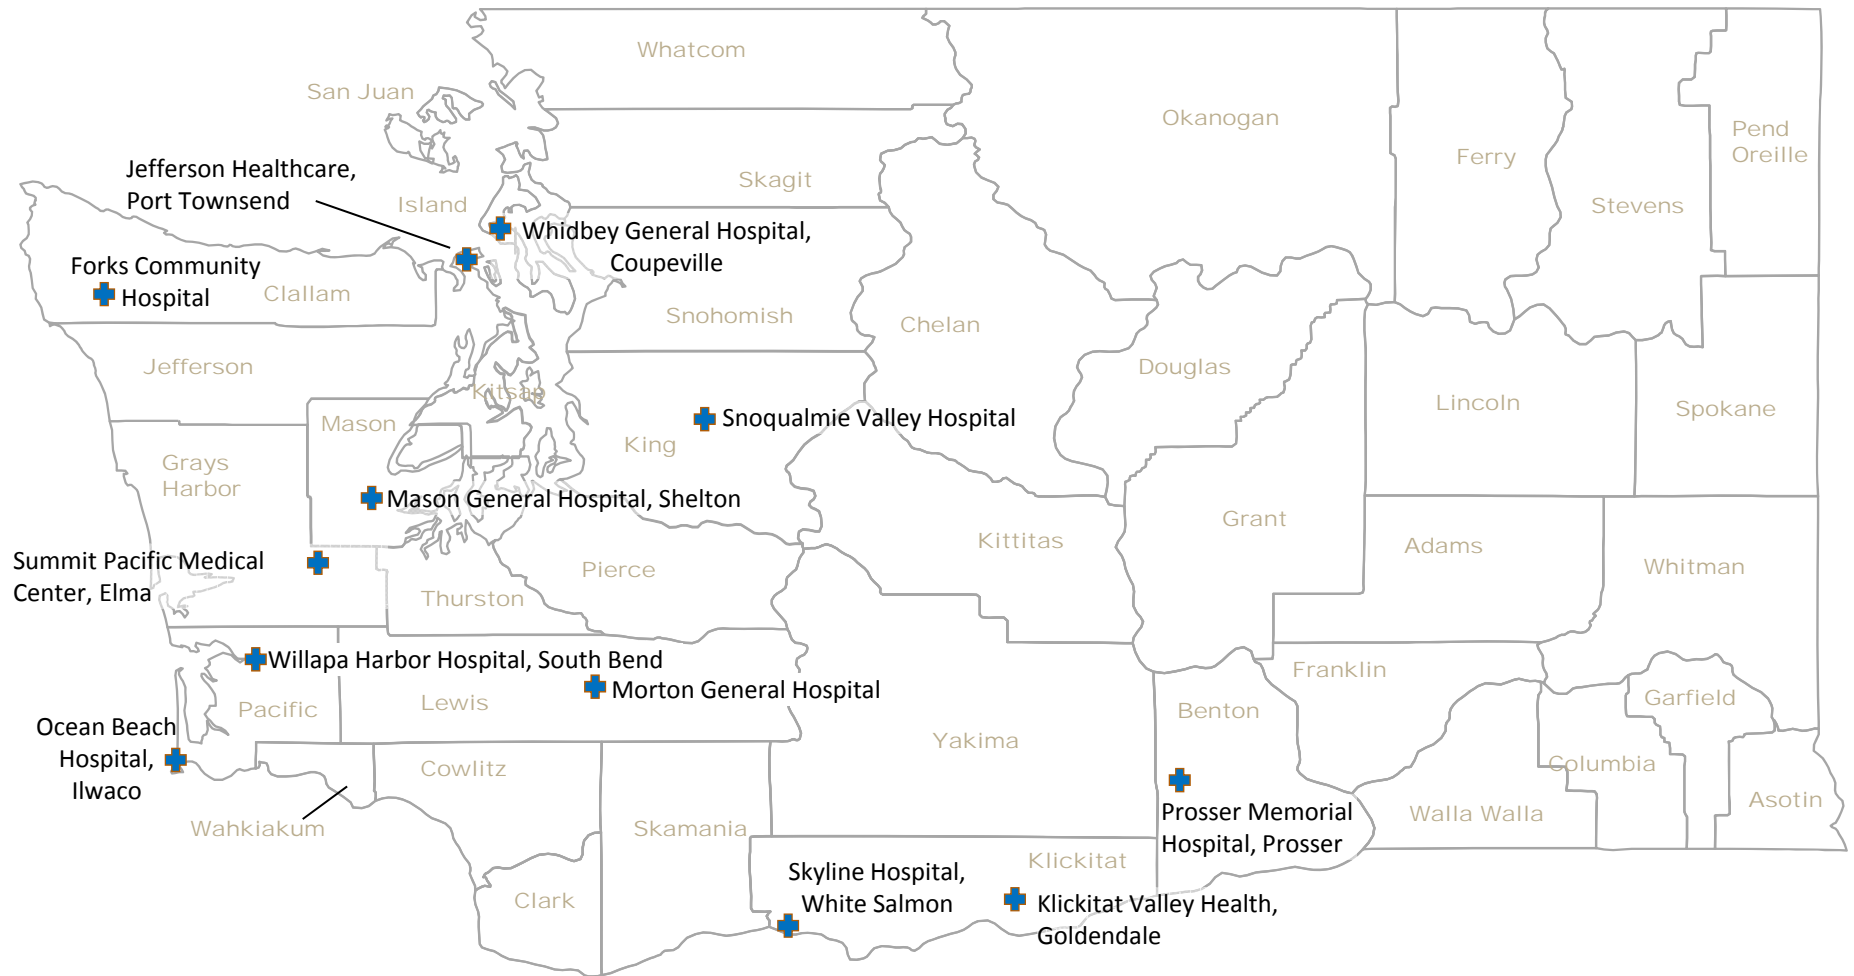 Whatcom
San Juan
Okanogan
Pend
Oreille
Ferry
Jefferson Healthcare,
Port Townsend
Skagit
Island
Stevens
Whidbey General Hospital,
Coupeville
Forks Community
Hospital
Clallam
Snohomish
Chelan
Jefferson
Douglas
Kitsap
Lincoln
Spokane
Mason
Snoqualmie Valley Hospital
King
Grays
Harbor
Mason General Hospital, Shelton
Grant
Kittitas
Adams
Summit Pacific Medical
Center, Elma
Pierce
Whitman
Thurston
Willapa Harbor Hospital, South Bend
Franklin
Morton General Hospital
Lewis
Pacific
Benton
Garfield
Ocean Beach
Hospital,
Ilwaco
Yakima
Cowlitz
Columbia
Prosser Memorial
Hospital, Prosser
Walla Walla
Asotin
Wahkiakum
Skamania
Klickitat
Skyline Hospital,
White Salmon
Clark
Klickitat Valley Health,
Goldendale